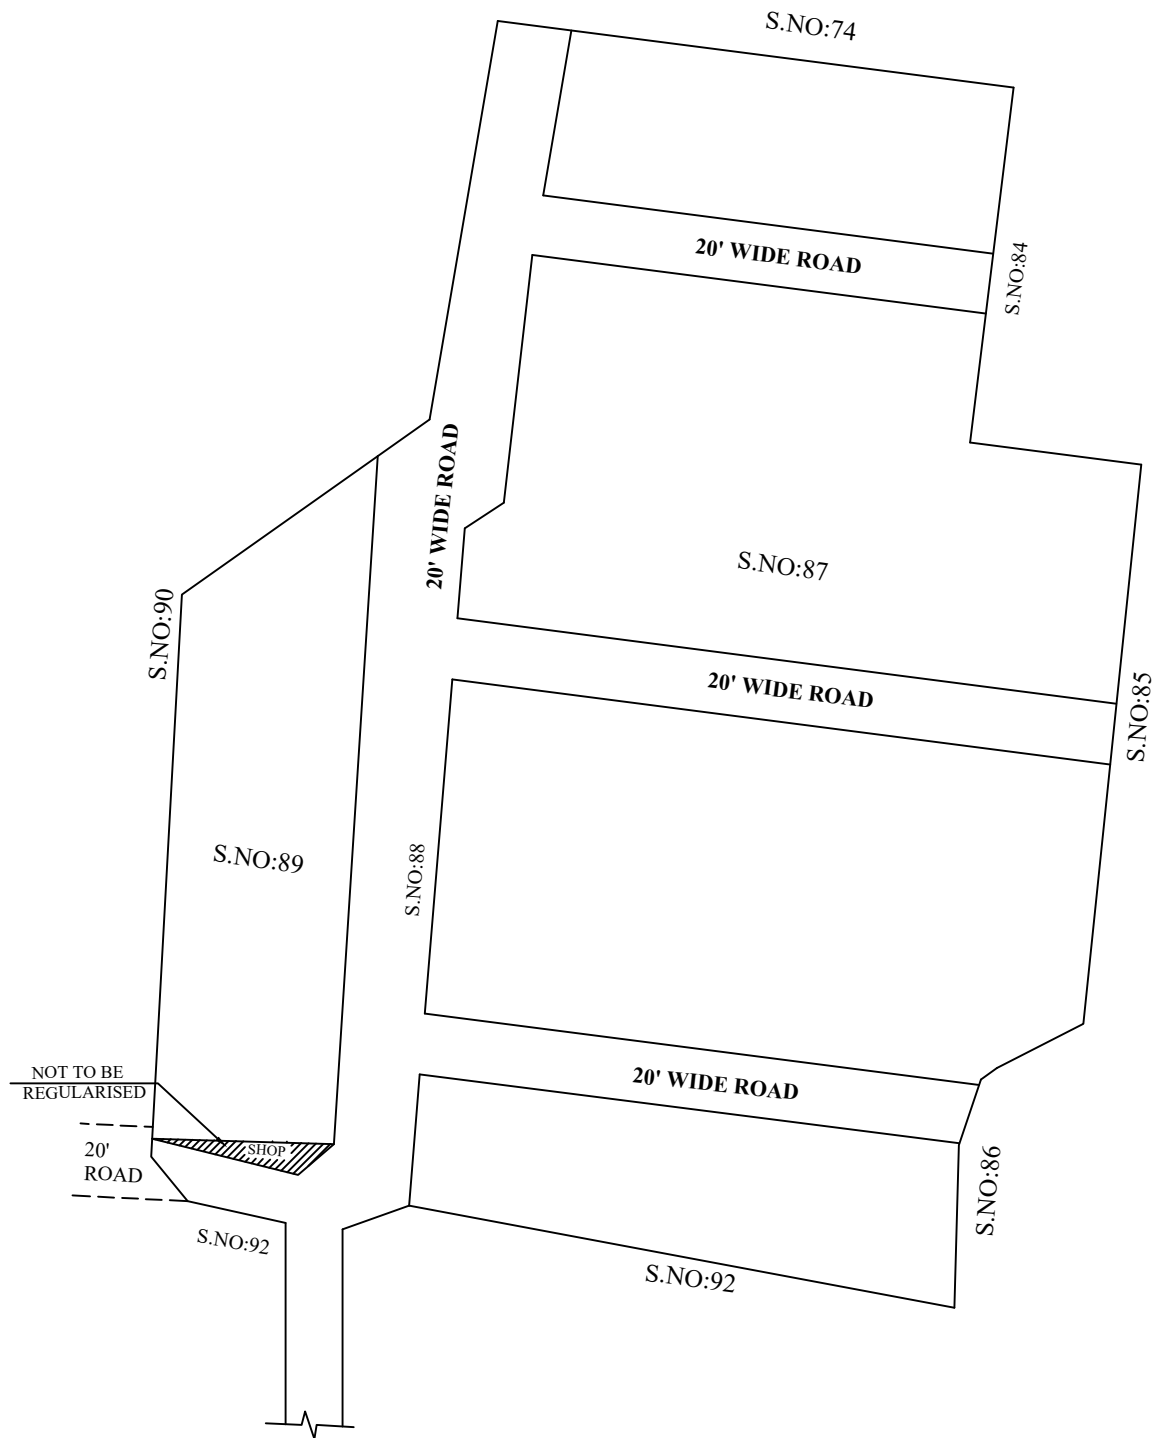 S.NO:74
20' WIDE ROAD
S.NO:84
20' WIDE ROAD
S.NO:87
S.NO:90
20' WIDE ROAD
S.NO:85
S.NO:89
S.NO:88
NOT TO BE
REGULARISED
20' WIDE ROAD
SHOP
20'
ROAD
S.NO:86
S.NO:92
S.NO:92